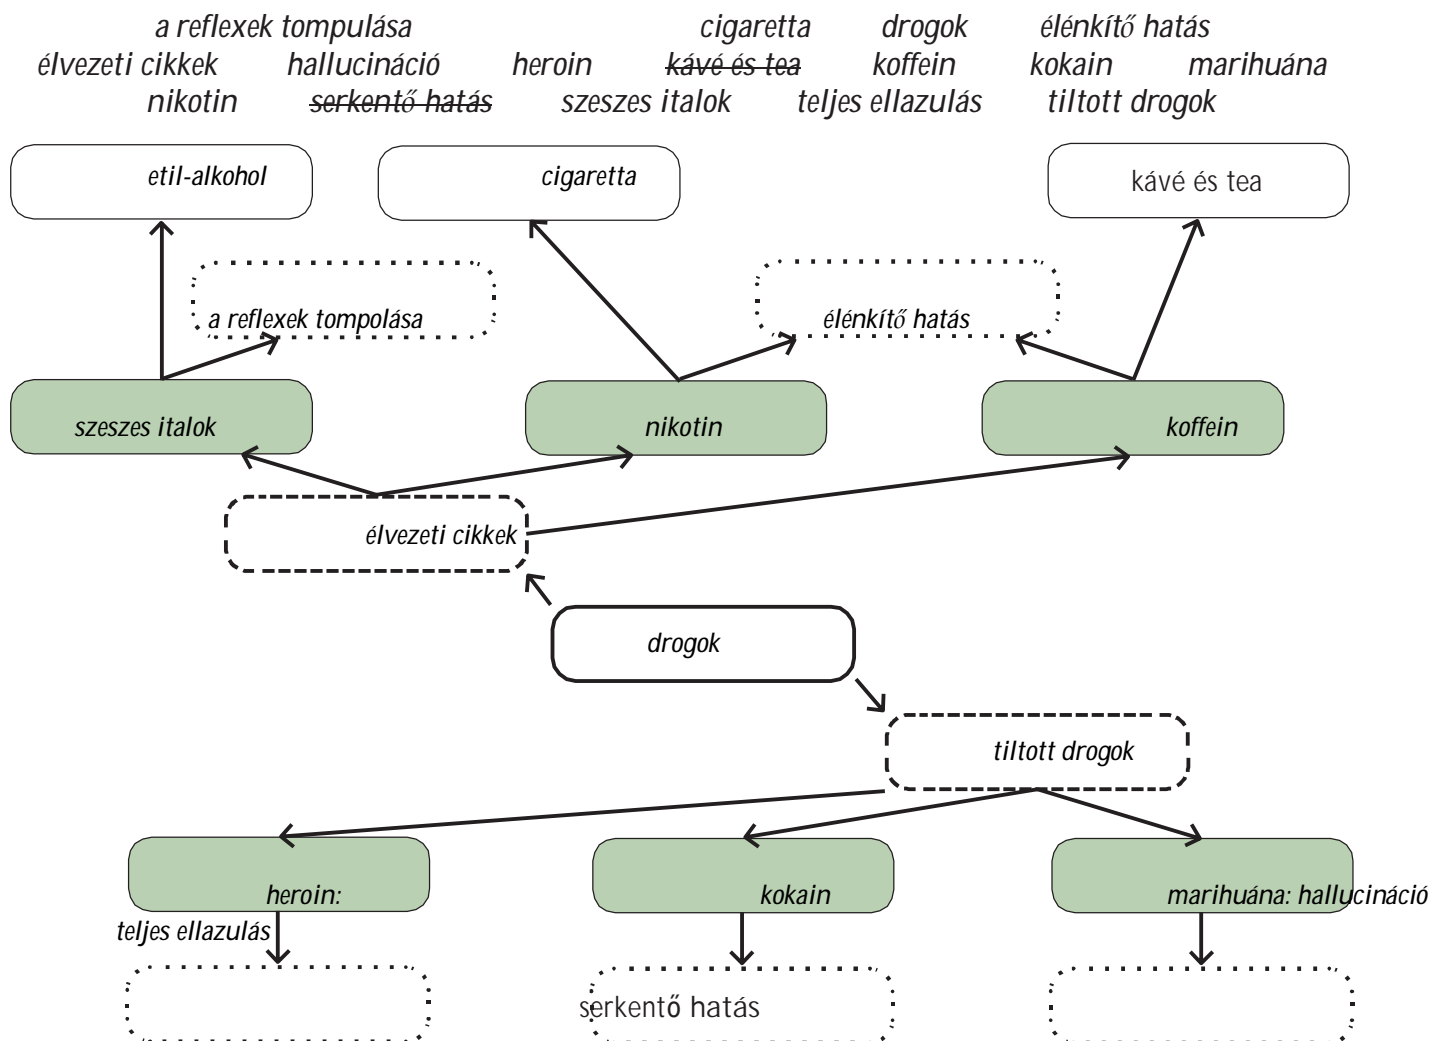 a reflexek tompulása cigaretta drogok élénkítő hatás
élvezeti cikkek hallucináció heroin kávé és tea koffein kokain marihuána
nikotin serkentő hatás szeszes italok teljes ellazulás tiltott drogok
etil-alkohol cigaretta kávé és tea
a reflexek tompolása élénkítő hatás
szeszes italok nikotin koffein
élvezeti cikkek
drogok
tiltott drogok
heroin: kokain marihuána: hallucináció
teljes ellazulás
serkentő hatás